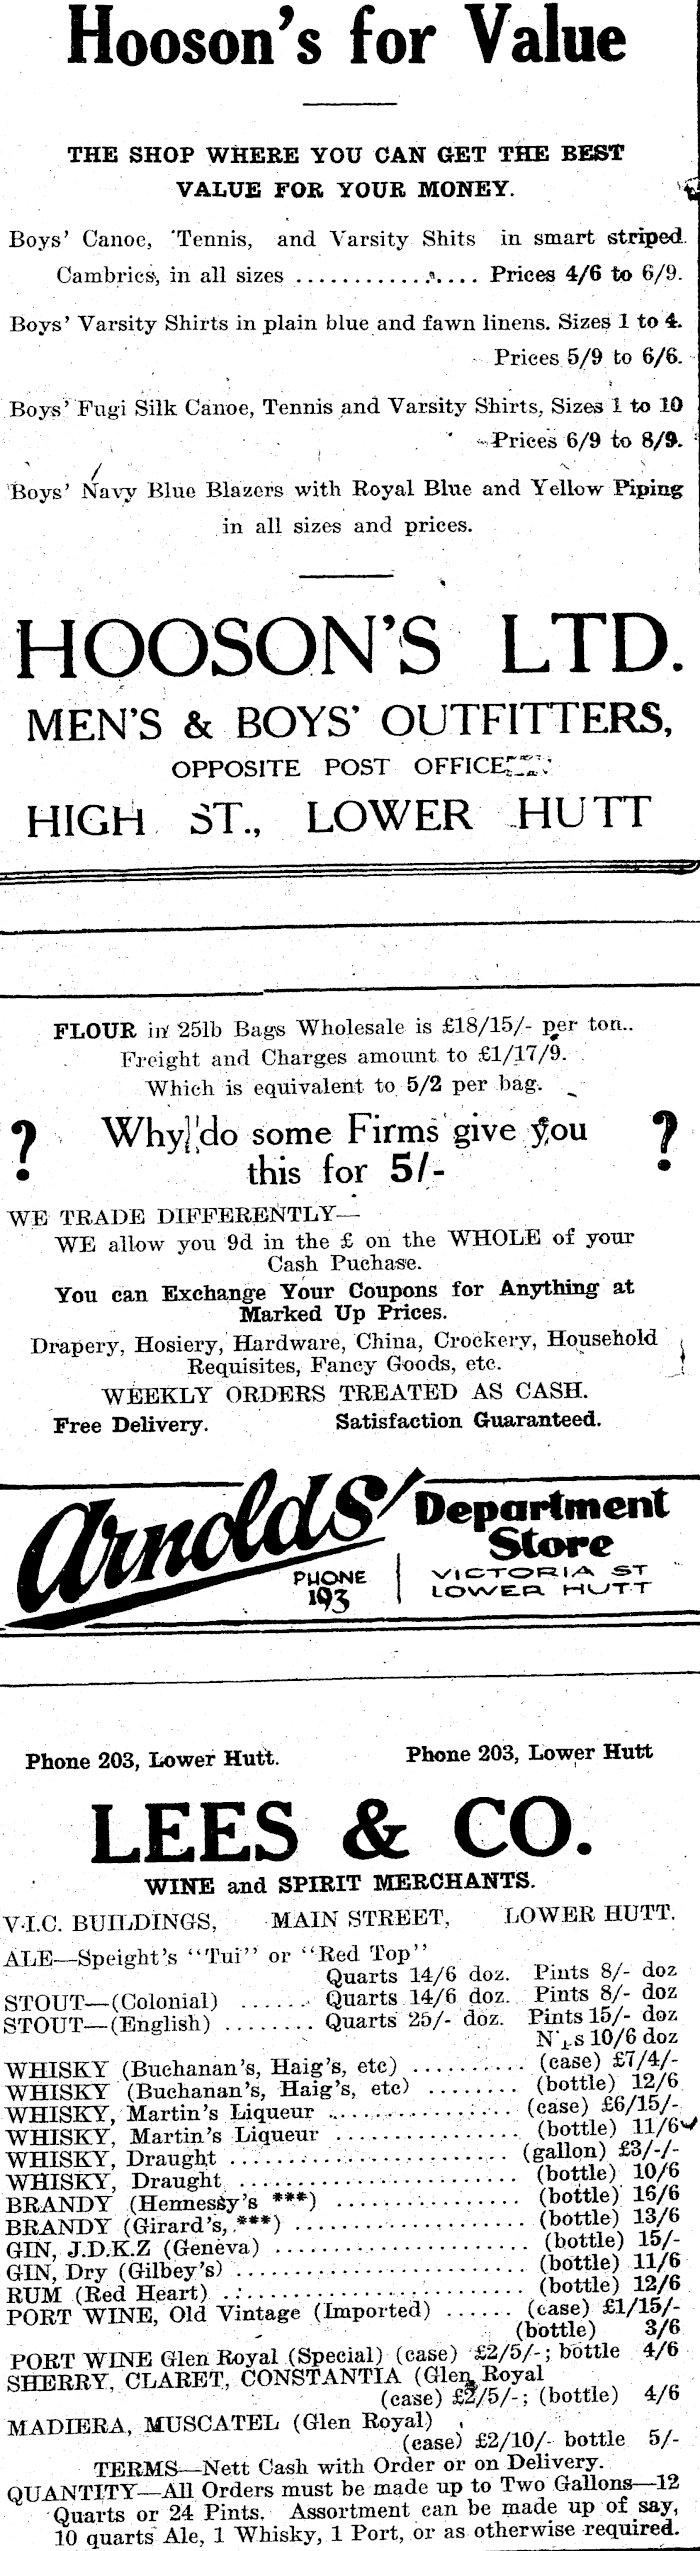 Hooson's for Value
THE SHOP WHERE YOU CAN GET THE BEST
VALUE FOR YOUR MONEY.
Boys' Canoe, Tennis, and Varsity Shits in smart striped
Cambrics, in all sizes ................. Prices 4/6 to 6/9.
Boys' Varsity Shirts in plain blue and fawn linens. Sizes 1 to 4.
Prices 5/9 to 6/6.
Boys' Fugi Silk Canoe, Tennis and Varsity Shirts, Sizes 1 to 10
Prices 6/9 to 8/9.
Boys' Navy Blue Blazers with Royal Blue and Yellow Piping
in all sizes and prices.
HOOSON'S LTD.
MEN'S & BOYS' OUTFITTERS,
OPPOSITE POST OFFICE
HIGH ST., LOWER HUTT
FLOUR in 25lb Bags Wholesale is £18/15/- per ton..
Freight and Charges amount to £1/17/9.
Which is equivalent to 5/2 per bag.
? Why do some Firms give you ?
this for 5/-
WE TRADE DIFFERENTLY—
WE allow you 9d in the £ on the WHOLE of your
Cash Puchase.
You can Exchange Your Coupons for Anything at
Marked Up Prices.
Drapery, Hosiery, Hardware, China, Crockery, Household
Requisites, Fancy Goods, etc.
WEEKLY ORDERS TREATED AS CASH.
Free Delivery. Satisfaction Guaranteed.
Arnolds' Department
Store
PHONE VICTORIA ST
193 LOWER HUTT
Phone 203, Lower Hutt. Phone 203, Lower Hutt
LEES & CO.
WINE and SPIRIT MERCHANTS.
V.I.C. BUILDINGS, MAIN STREET, LOWER HUTT.
ALE—Speight's "Tui" or "Red Top"
Quarts 14/6 doz. Pints 8/- doz
STOUT—(Colonial) ....... Quarts 14/6 doz. Pints 8/- doz
STOUT—(English) ........ Quarts 25/- doz. Pints 15/- doz
10/6 doz
WHISKY (Buchanan's, Haig's, etc) .......... (case) £7/4/-
WHISKY (Buchanan's, Haig's, etc) ........ (bottle) 12/6
WHISKY, Martin's Liqueur ................ (case) £6/15/-
WHISKY, Martin's Liqueur ................ (bottle) 11/6
WHISKY, Draught ........................ (gallon) £3/-/-
WHISKY, Draught ........................ (bottle) 10/6
BRANDY (Hennessy's ***) ................ (bottle) 16/6
BRANDY (Girard's, ***) .................. (bottle) 13/6
GIN, J.D.K.Z (Geneva) .................... (bottle) 15/-
GIN, Dry (Gilbey's) ...................... (bottle) 11/6
RUM (Red Heart) ........................ (bottle) 12/6
PORT WINE, Old Vintage (Imported) ...... (case) £1/15/-
(bottle) 3/6
PORT WINE Glen Royal (Special) (case) £2/5/-; bottle 4/6
SHERRY, CLARET, CONSTANTIA (Glen Royal
(case) £2/5/-; (bottle) 4/6
MADIERA, MUSCATEL (Glen Royal)
(case) £2/10/- bottle 5/-
TERMS—Nett Cash with Order or on Delivery.
QUANTITY—All Orders must be made up to Two Gallons—12
Quarts or 24 Pints. Assortment can be made up of say,
10 quarts Ale, 1 Whisky, 1 Port, or as otherwise required.